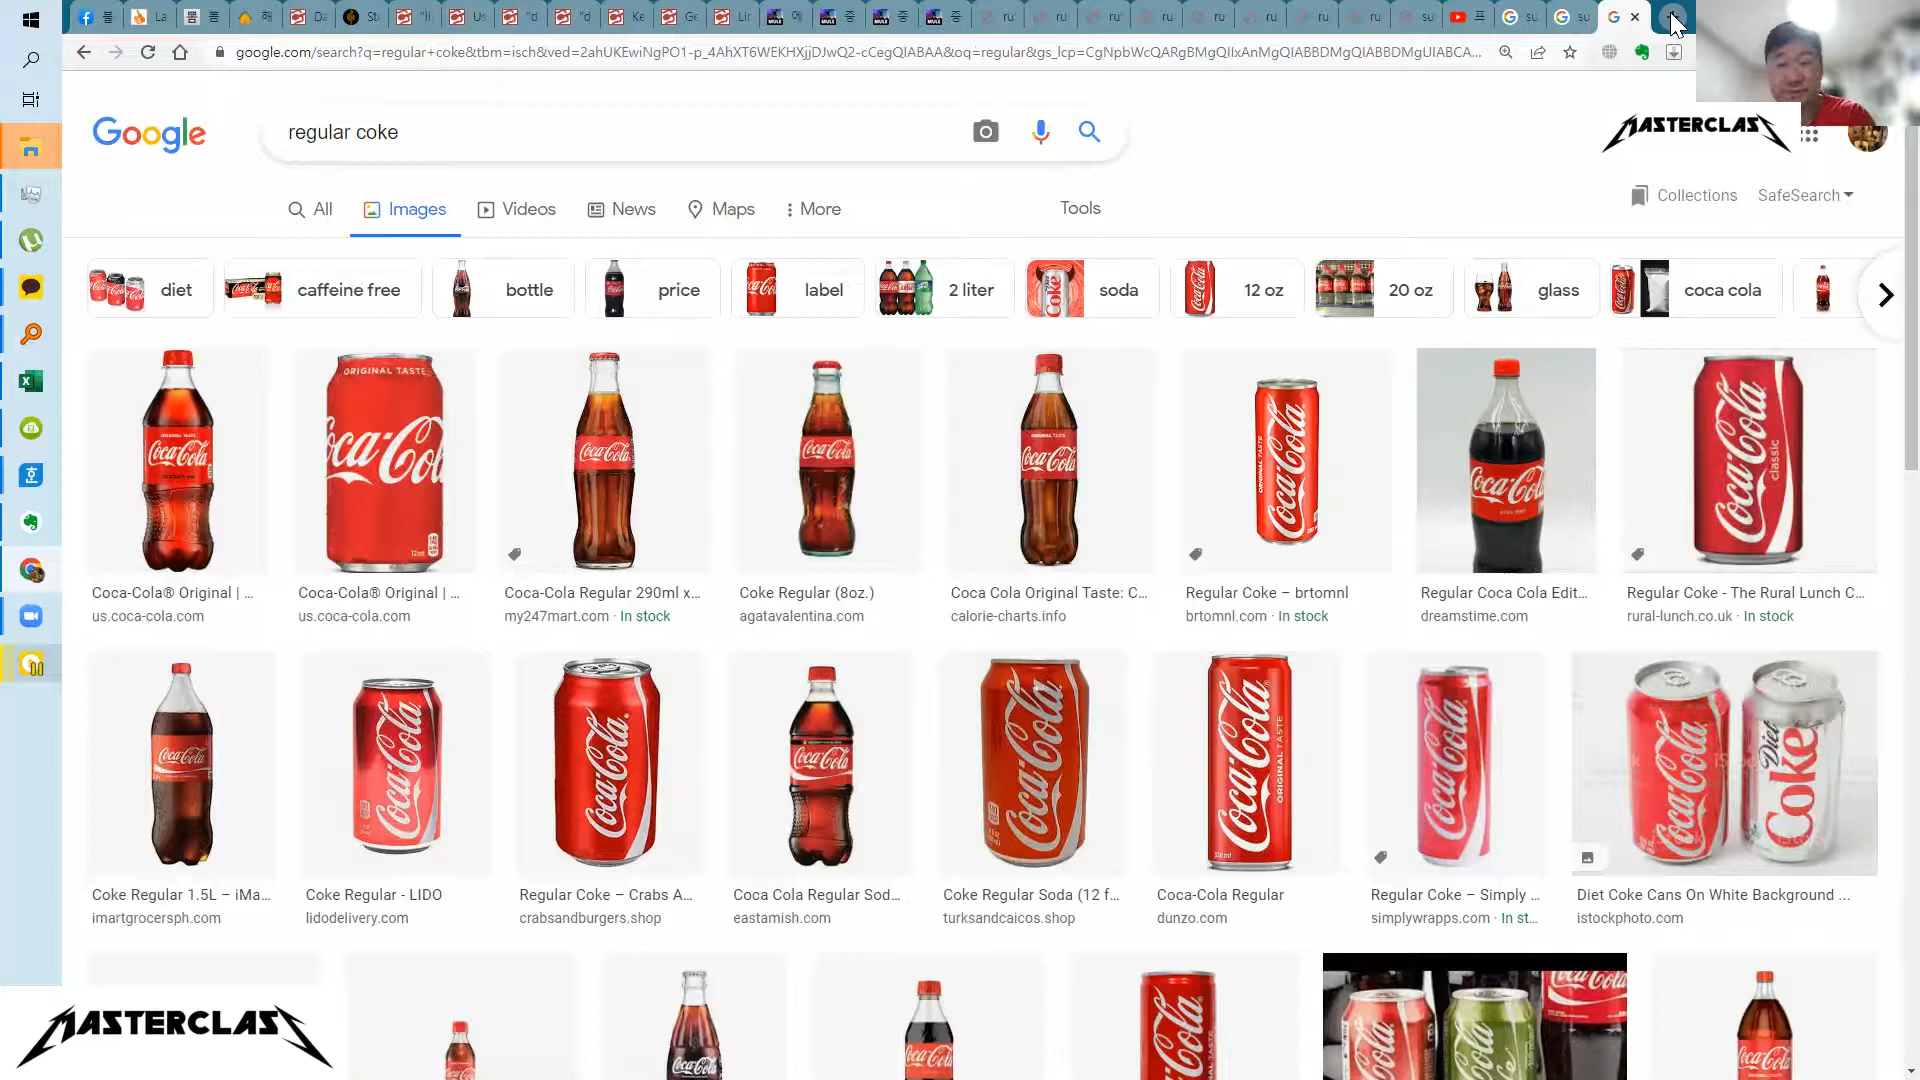 google.com/search?q=regular+coke&tbm=isch&ved=2ahUKEwiNgPO1-p_4AhXT6WEKHXjjDJwQ2-cCegQIABAA&oq=regular&gs_lcp=CgNpbWcQARgBMgQIIxAnMgQIABBDMgQIABBDMgUIABCA...
MASTERCLASS
Google
regular coke
Collections SafeSearch
All Images Videos News Maps More Tools
diet caffeine free bottle price label 2 liter soda 12 oz 20 oz glass coca cola
Coca-Cola® Original | ... Coca-Cola® Original | ... Coca-Cola Regular 290ml x... Coke Regular (8oz.) Coca Cola Original Taste: C... Regular Coke – brtomnl Regular Coca Cola Edit... Regular Coke - The Rural Lunch C...
us.coca-cola.com us.coca-cola.com my247mart.com · In stock agatavalentina.com calorie-charts.info brtomnl.com · In stock dreamstime.com rural-lunch.co.uk · In stock
Coke Regular 1.5L – iMa... Coke Regular - LIDO Regular Coke – Crabs A... Coca Cola Regular Sod... Coke Regular Soda (12 f... Coca-Cola Regular Regular Coke – Simply ... Diet Coke Cans On White Background ...
imartgrocersph.com lidodelivery.com crabsandburgers.shop eastamish.com turksandcaicos.shop dunzo.com simplywrapps.com · In st... istockphoto.com
MASTERCLASS